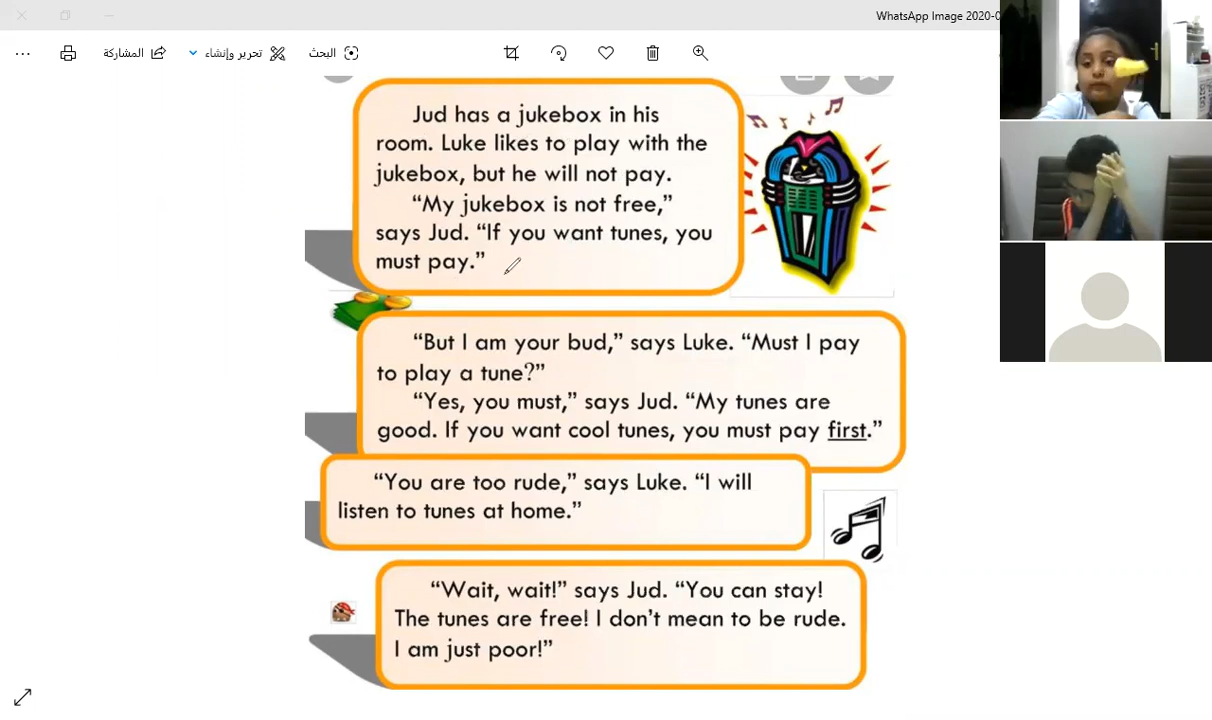 WhatsApp Image 2020-0
البحث
تحرير وإنشاء
المشاركة
Jud has a jukebox in his
room. Luke likes to play with the
jukebox, but he will not pay.
“My jukebox is not free,”
says Jud. “If you want tunes, you
must pay.”
“But I am your bud,” says Luke. “Must I pay
to play a tune?”
“Yes, you must,” says Jud. “My tunes are
good. If you want cool tunes, you must pay first.”
“You are too rude,” says Luke. “I will
listen to tunes at home.”
“Wait, wait!” says Jud. “You can stay!
The tunes are free! I don’t mean to be rude.
I am just poor!”